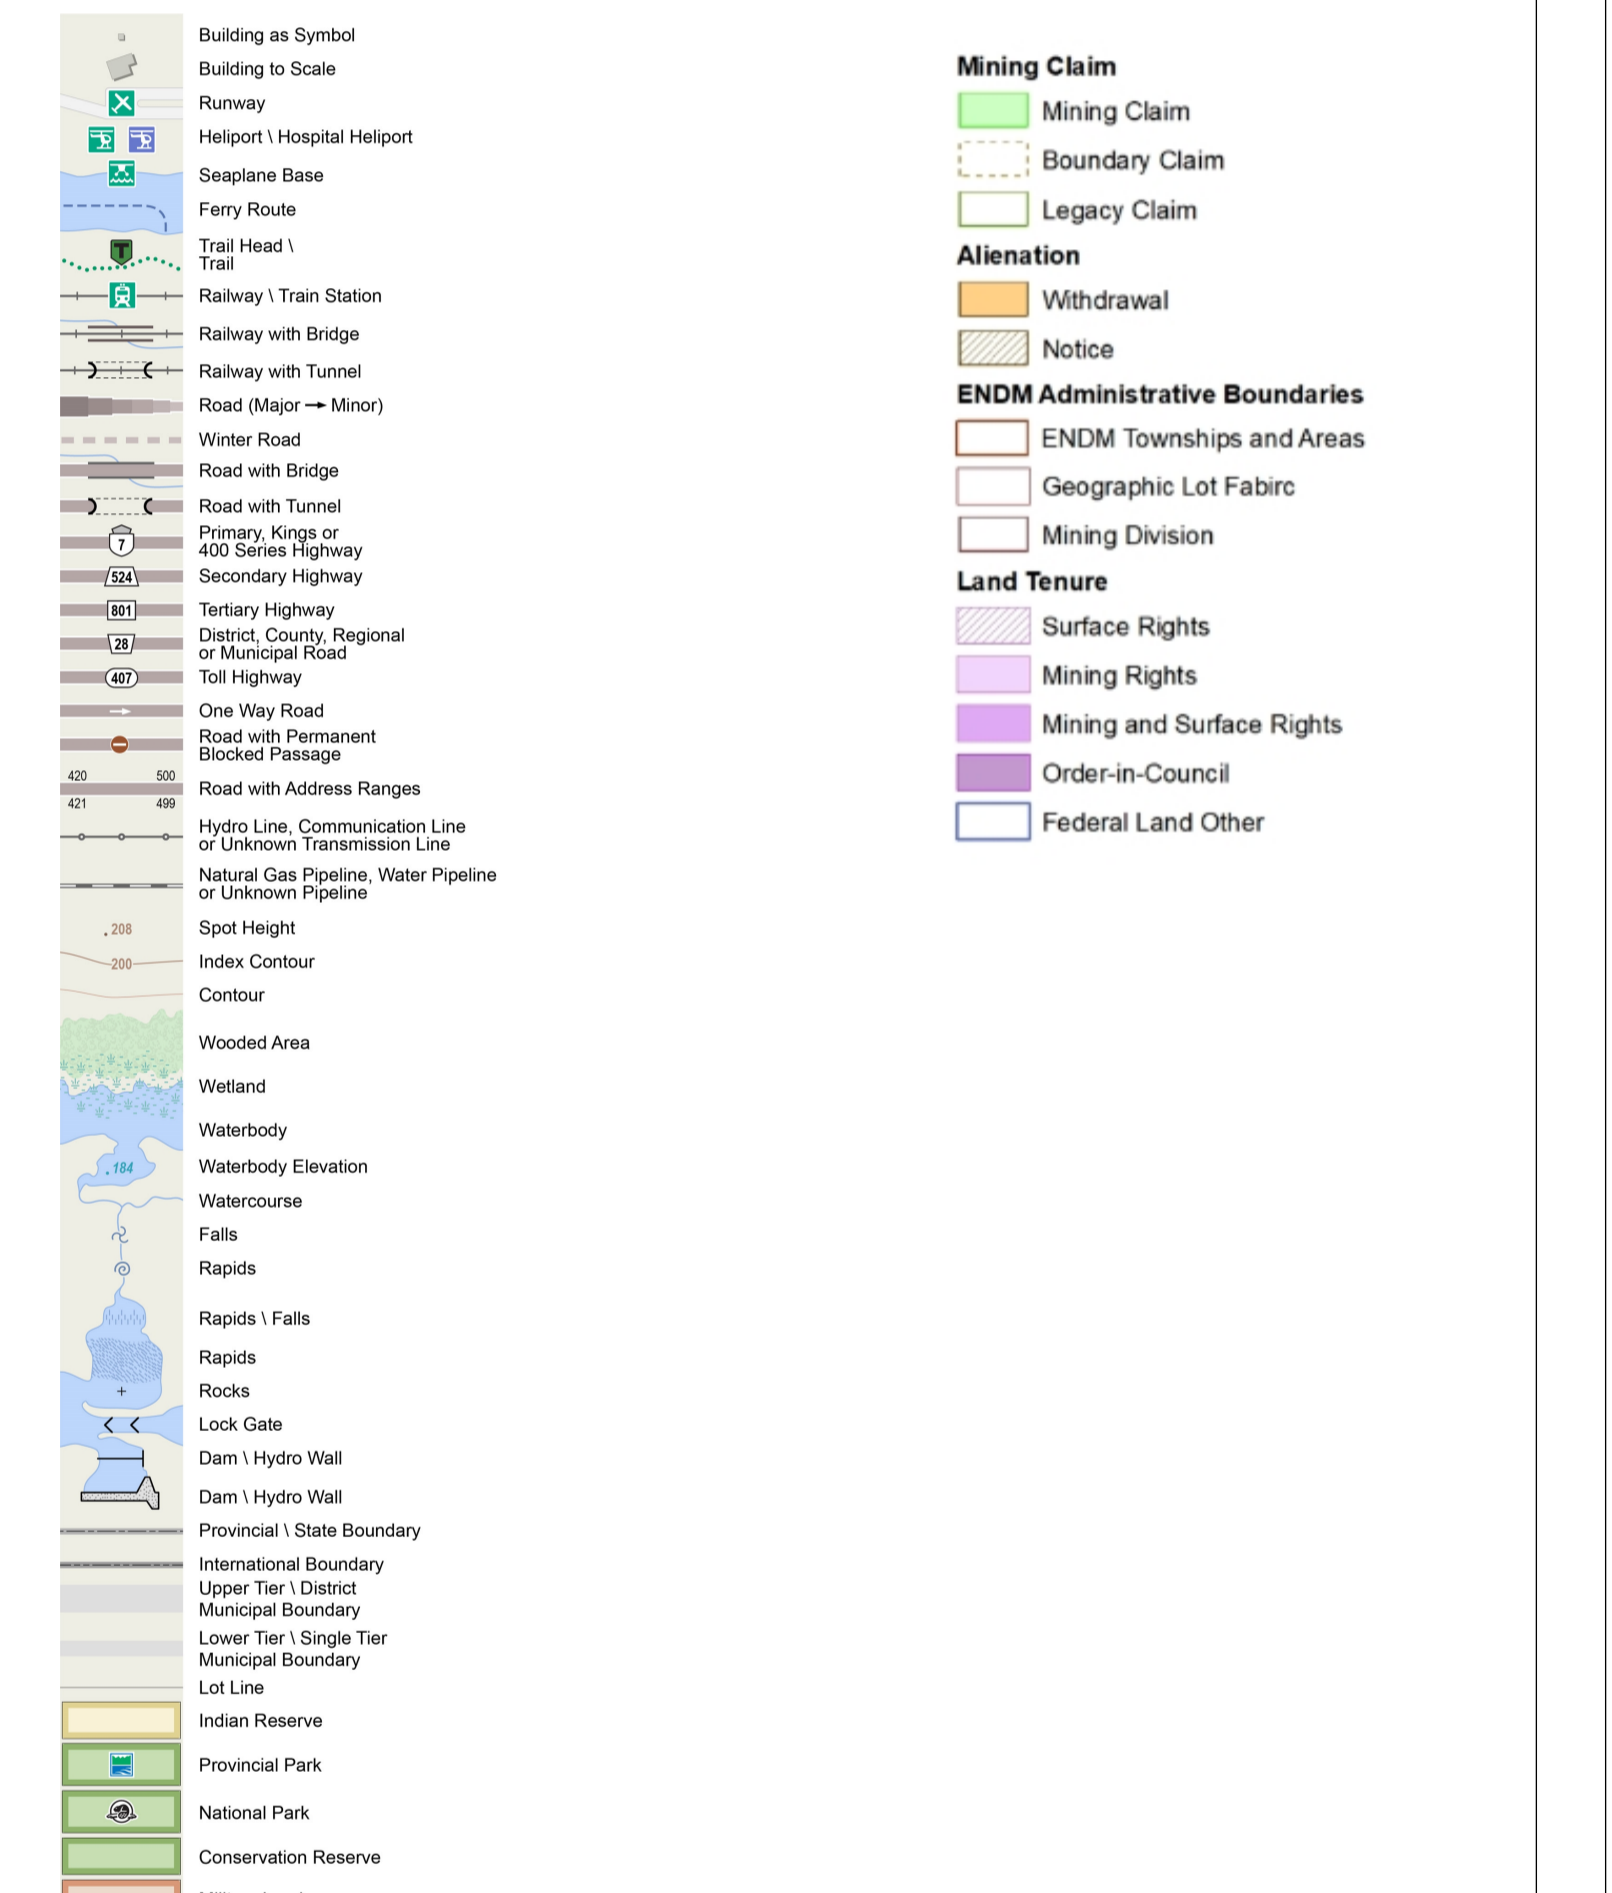 Building as Symbol
Building to Scale
Runway
Heliport \ Hospital Heliport
Seaplane Base
Ferry Route
T
Trail Head \
Trail
Railway \ Train Station
Railway with Bridge
Railway with Tunnel
Road (Major → Minor)
Winter Road
Road with Bridge
Road with Tunnel
7
Primary, Kings or
400 Series Highway
524
Secondary Highway
801
Tertiary Highway
28
District, County, Regional
or Municipal Road
407
Toll Highway
One Way Road
Road with Permanent
Blocked Passage
420 500
Road with Address Ranges
421 499
Hydro Line, Communication Line
or Unknown Transmission Line
Natural Gas Pipeline, Water Pipeline
or Unknown Pipeline
.208
Spot Height
200
Index Contour
Contour
Wooded Area
Wetland
Waterbody
.184
Waterbody Elevation
Watercourse
Falls
Rapids
Rapids \ Falls
Rapids
Rocks
Lock Gate
Dam \ Hydro Wall
Dam \ Hydro Wall
Provincial \ State Boundary
International Boundary
Upper Tier \ District
Municipal Boundary
Lower Tier \ Single Tier
Municipal Boundary
Lot Line
Indian Reserve
Provincial Park
National Park
Conservation Reserve
Mining Claim
Mining Claim
Boundary Claim
Legacy Claim
Alienation
Withdrawal
Notice
ENDM Administrative Boundaries
ENDM Townships and Areas
Geographic Lot Fabirc
Mining Division
Land Tenure
Surface Rights
Mining Rights
Mining and Surface Rights
Order-in-Council
Federal Land Other